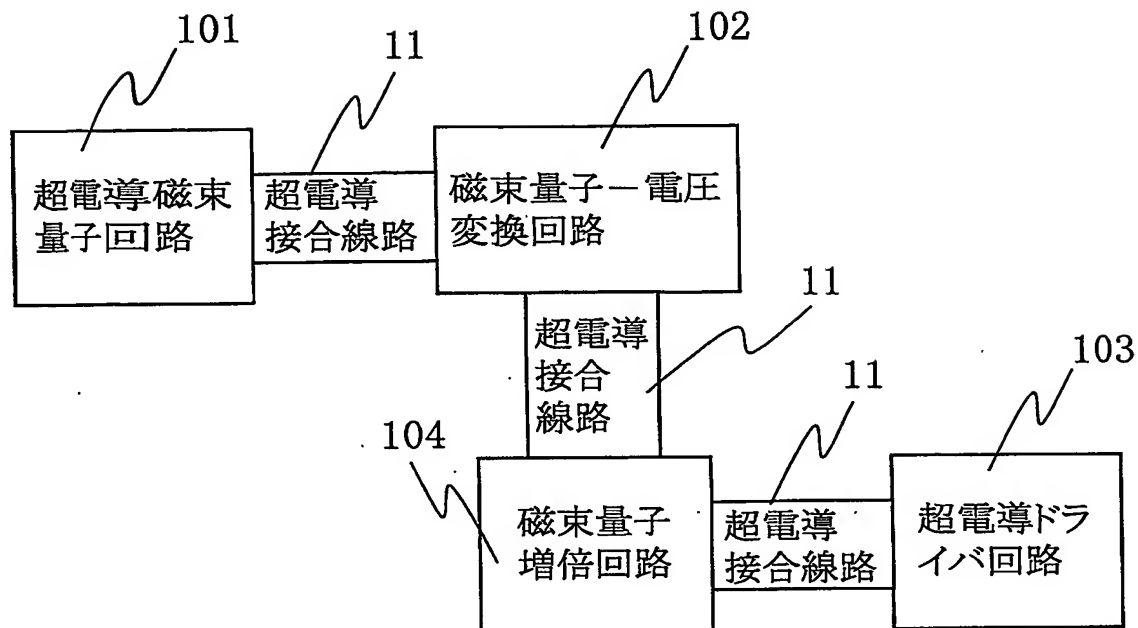 101
11
102
超電導磁束
量子回路
超電導
接合線路
磁束量子－電圧
変換回路
超電導
接合
線路
11
11
103
104
磁束量子
増倍回路
超電導
接合線路
超電導ドラ
イバ回路